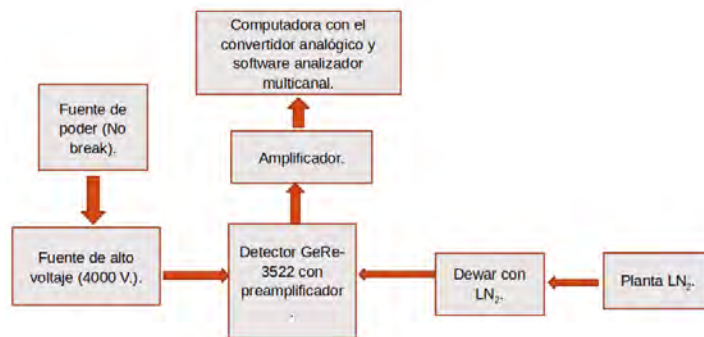 Computadora con el
convertidor analógico y
software analizador
multicanal.
Fuente de
poder (No
break).
Amplificador.
Fuente de alto
voltaje (4000 V.).
Detector GeRe-
3522 con
preamplificador
.
Dewar con
LN₂.
Planta LN₂.